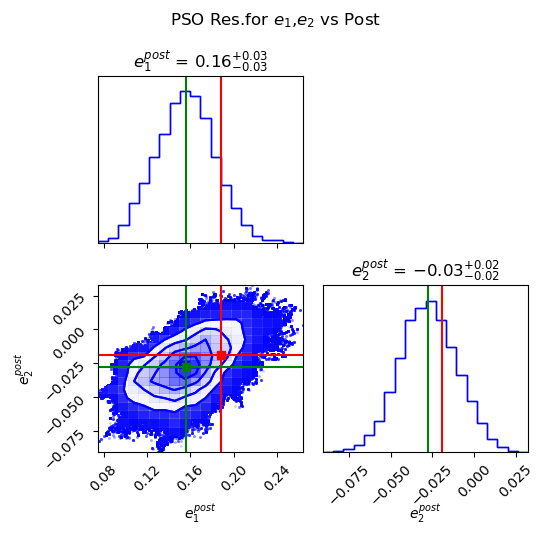 PSO Res.for e₁,e₂ vs Post
e₁ᵖᵒˢᵗ = 0.16⁺⁰·⁰³₋₀.₀₃
e₂ᵖᵒˢᵗ = −0.03⁺⁰·⁰²₋₀.₀₂
0.025
0.000
−0.025
−0.050
−0.075
e₂ᵖᵒˢᵗ
0.08 0.12 0.16 0.20 0.24
e₁ᵖᵒˢᵗ
−0.075 −0.050 −0.025 0.000 0.025
e₂ᵖᵒˢᵗ